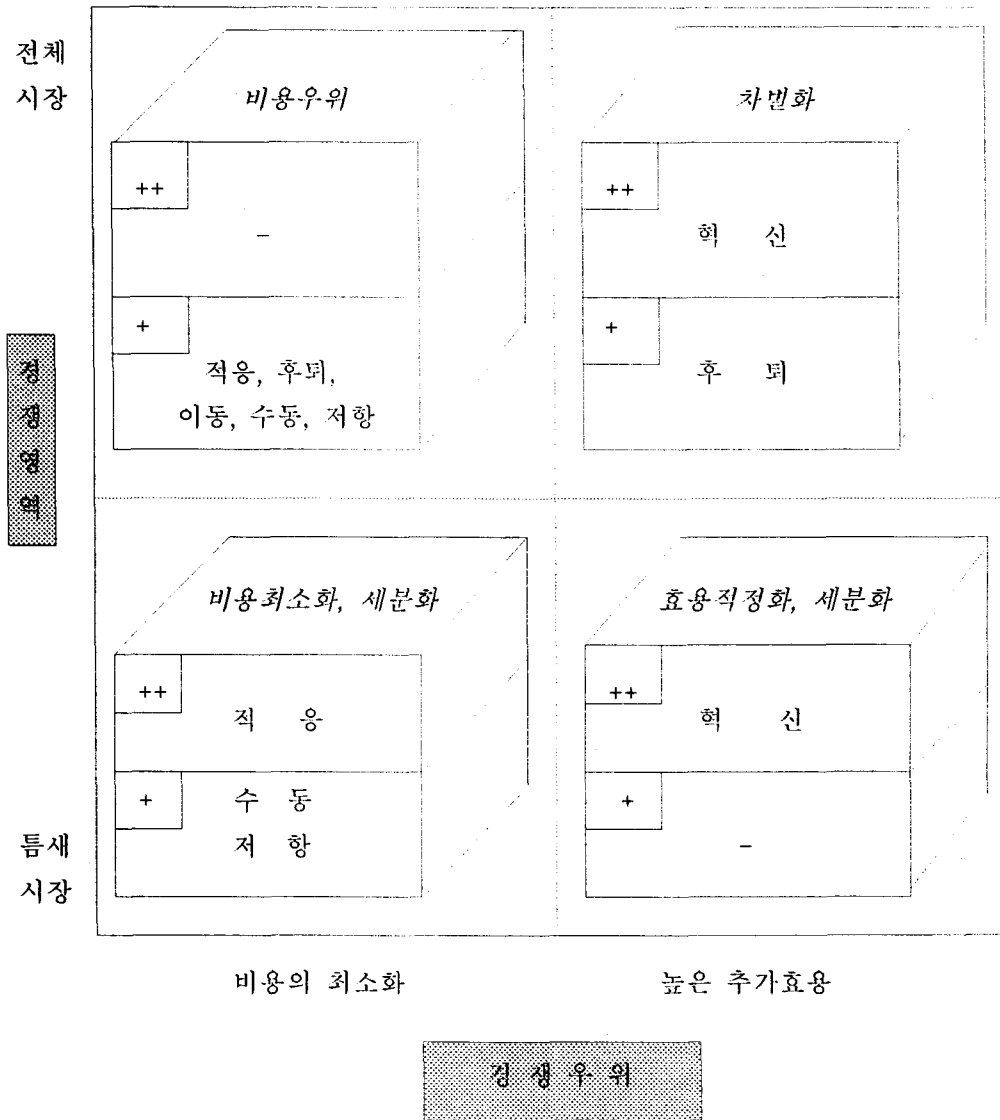 전체
시장
비용우위
차별화
++
-
++
혁 신
+
적응, 후퇴,
이동, 수동, 저항
+
후 퇴
경
쟁
영
역
비용최소화, 세분화
효용적정화, 세분화
++
적 응
++
혁 신
+
수 동
저 항
+
-
틈새
시장
비용의 최소화
높은 추가효용
경 쟁 우 위